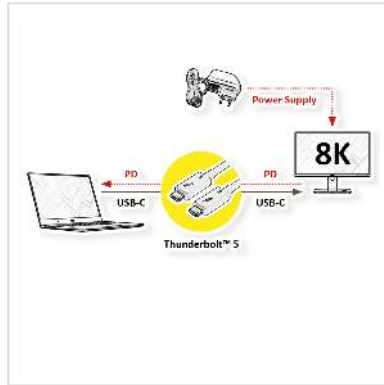 Power Supply
8K
PD
PD
USB-C
USB-C
Thunderbolt™ 5